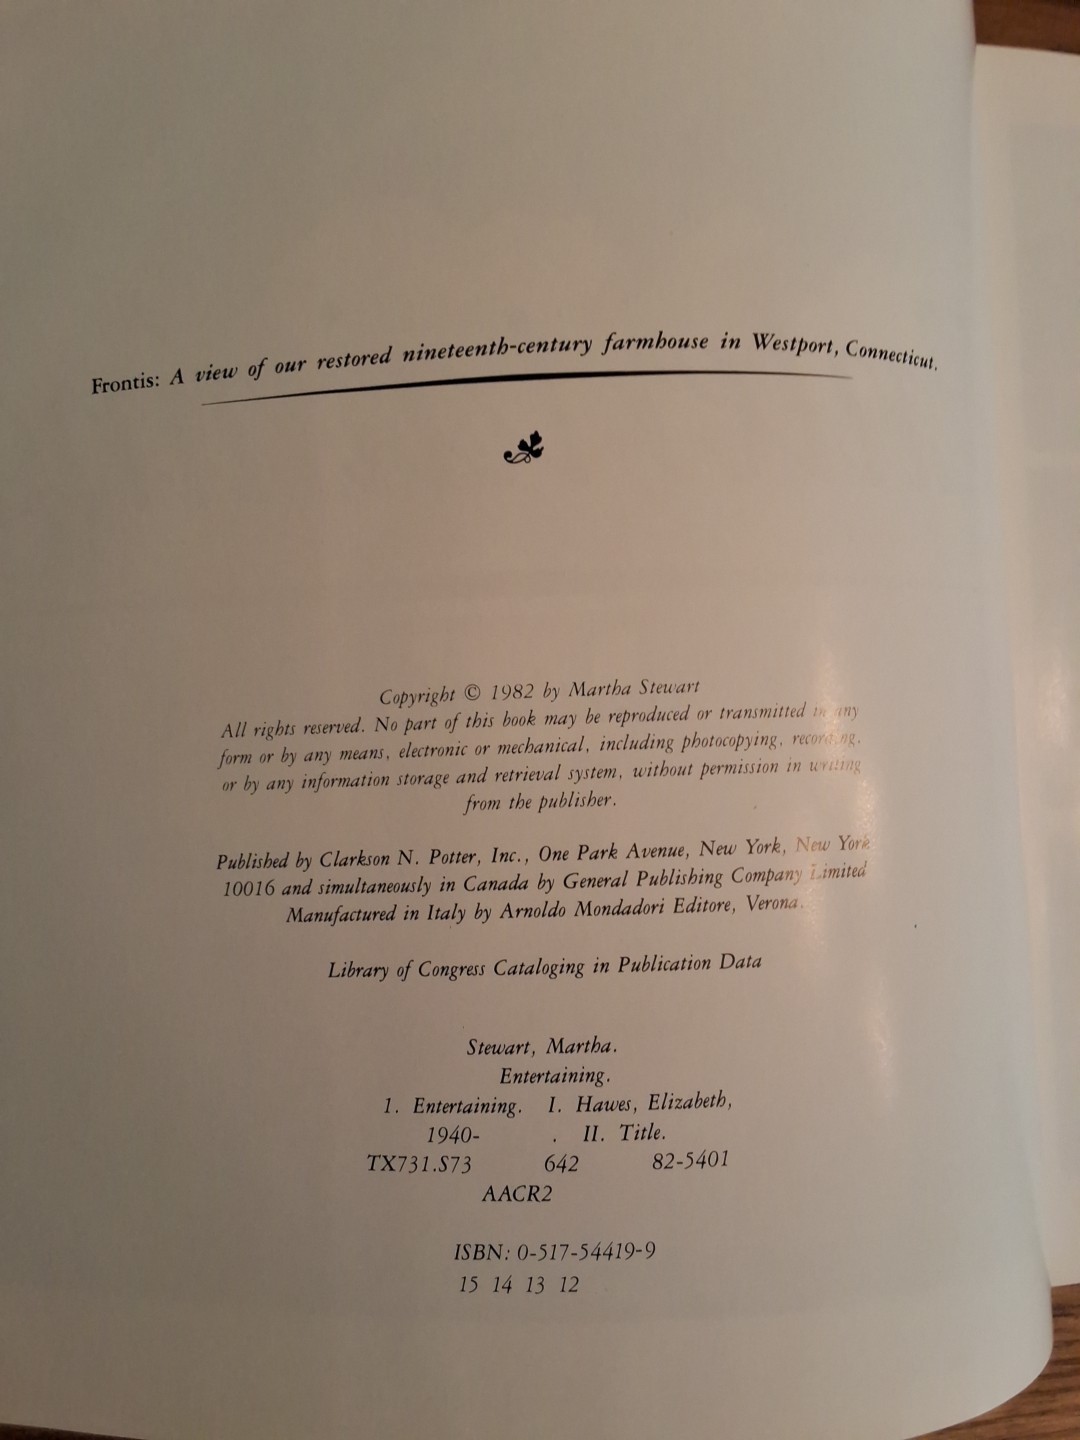 Frontis: A view of our restored nineteenth-century farmhouse in Westport, Connecticut.
Copyright © 1982 by Martha Stewart
All rights reserved. No part of this book may be reproduced or transmitted in any
form or by any means, electronic or mechanical, including photocopying, recording,
or by any information storage and retrieval system, without permission in writing
from the publisher.
Published by Clarkson N. Potter, Inc., One Park Avenue, New York, New York
10016 and simultaneously in Canada by General Publishing Company Limited
Manufactured in Italy by Arnoldo Mondadori Editore, Verona.
Library of Congress Cataloging in Publication Data
Stewart, Martha.
Entertaining.
1. Entertaining. I. Hawes, Elizabeth,
1940- . II. Title.
TX731.S73 642 82-5401
AACR2
ISBN: 0-517-54419-9
15 14 13 12